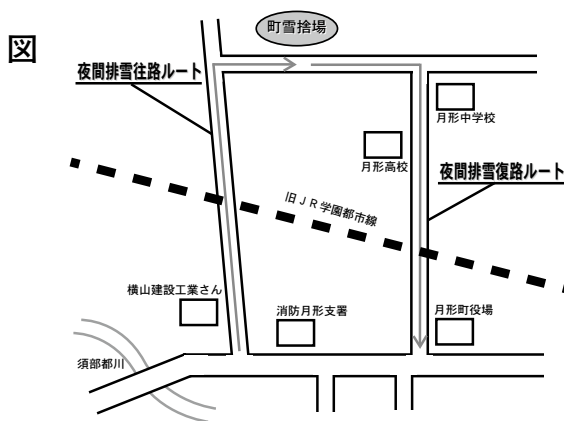 図
町雪捨場
夜間排雪往路ルート
月形中学校
月形高校
夜間排雪復路ルート
旧ＪＲ学園都市線
横山建設工業さん
消防月形支署
月形町役場
須部都川